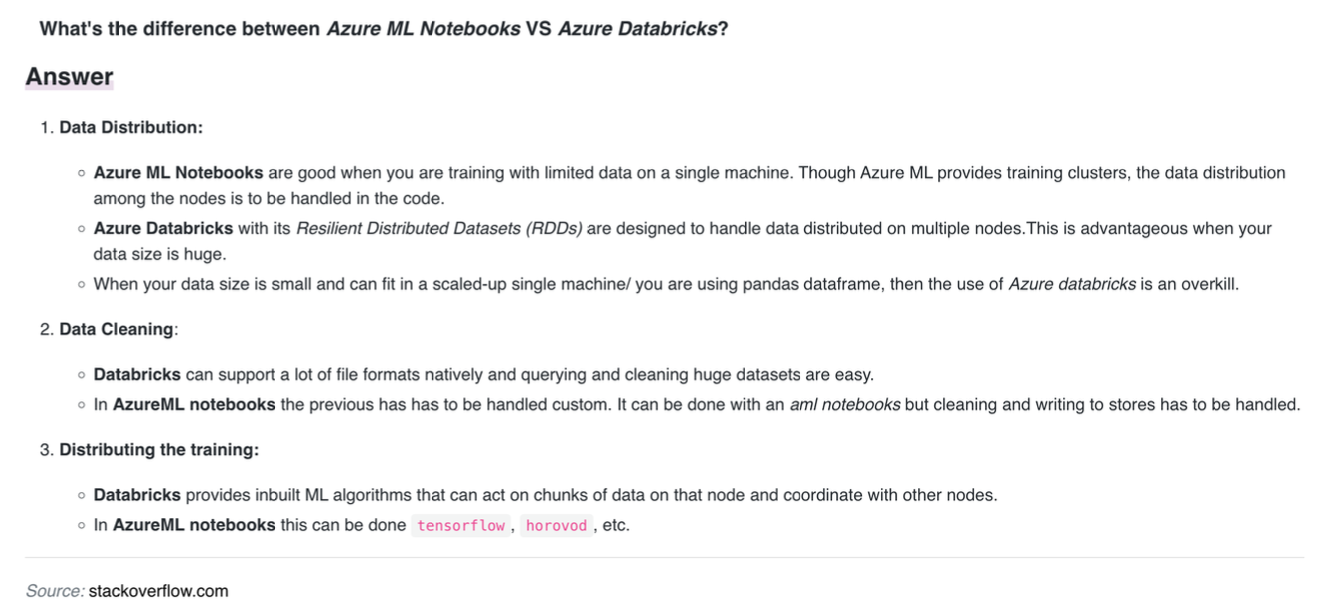 What's the difference between Azure ML Notebooks VS Azure Databricks?
Answer
1. Data Distribution:
◦ Azure ML Notebooks are good when you are training with limited data on a single machine. Though Azure ML provides training clusters, the data distribution
among the nodes is to be handled in the code.
◦ Azure Databricks with its Resilient Distributed Datasets (RDDs) are designed to handle data distributed on multiple nodes.This is advantageous when your
data size is huge.
◦ When your data size is small and can fit in a scaled-up single machine/ you are using pandas dataframe, then the use of Azure databricks is an overkill.
2. Data Cleaning:
◦ Databricks can support a lot of file formats natively and querying and cleaning huge datasets are easy.
◦ In AzureML notebooks the previous has has to be handled custom. It can be done with an aml notebooks but cleaning and writing to stores has to be handled.
3. Distributing the training:
◦ Databricks provides inbuilt ML algorithms that can act on chunks of data on that node and coordinate with other nodes.
◦ In AzureML notebooks this can be done tensorflow, horovod, etc.
Source: stackoverflow.com